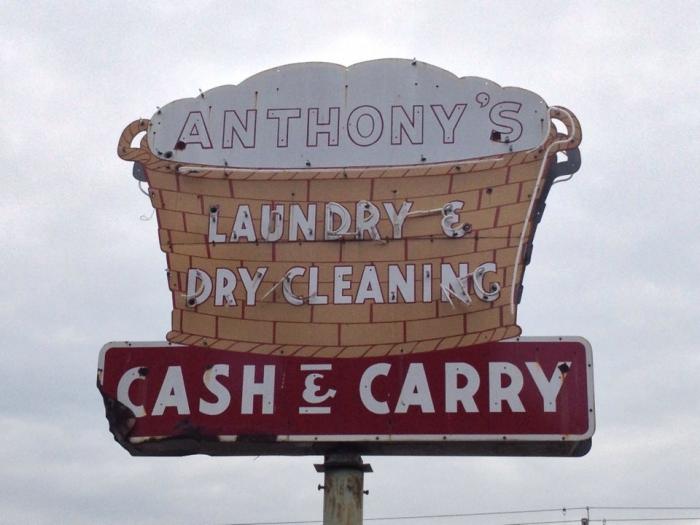 ANTHONY'S
LAUNDRY &
DRY CLEANING
CASH & CARRY